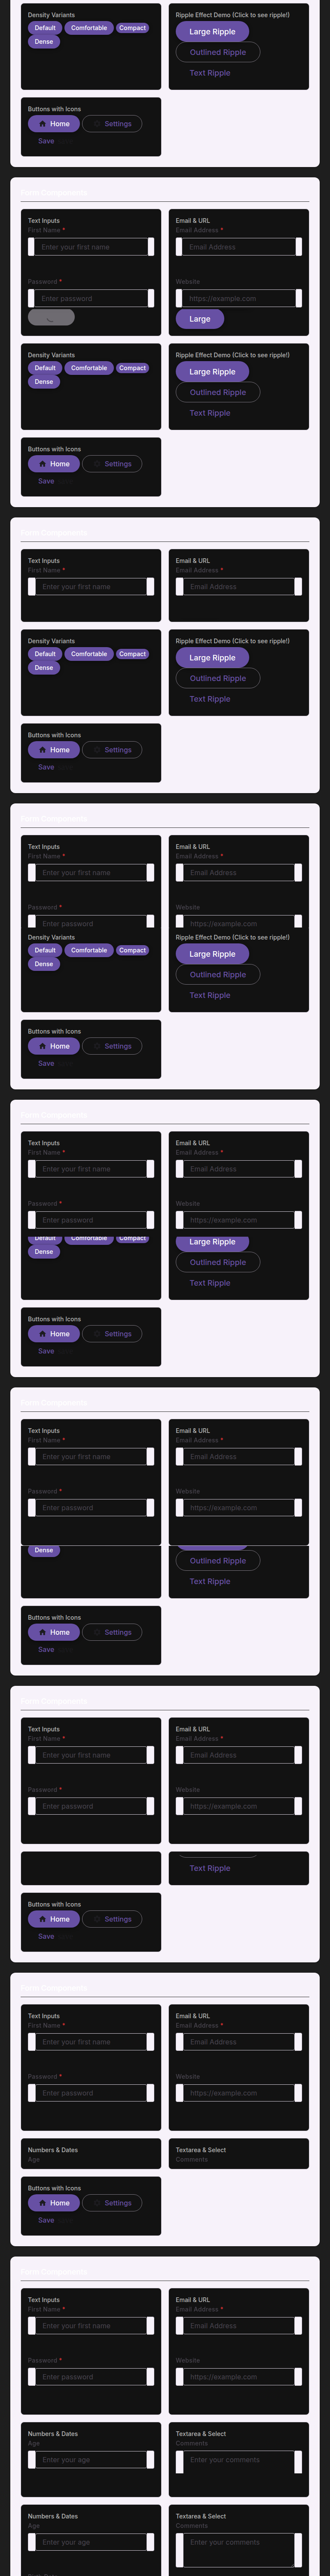 Density Variants
Default Comfortable Compact
Dense
Ripple Effect Demo (Click to see ripple!)
Large Ripple
Outlined Ripple
Text Ripple
Buttons with Icons
Home Settings
Save
Text Inputs
First Name *
Enter your first name
Password *
Enter password
Email & URL
Email Address *
Email Address
Website
https://example.com
Large
Density Variants
Default Comfortable Compact
Dense
Ripple Effect Demo (Click to see ripple!)
Large Ripple
Outlined Ripple
Text Ripple
Buttons with Icons
Home Settings
Save
Text Inputs
First Name *
Enter your first name
Email & URL
Email Address *
Email Address
Density Variants
Default Comfortable Compact
Dense
Ripple Effect Demo (Click to see ripple!)
Large Ripple
Outlined Ripple
Text Ripple
Buttons with Icons
Home Settings
Save
Text Inputs
First Name *
Enter your first name
Password *
Enter password
Email & URL
Email Address *
Email Address
Website
https://example.com
Density Variants
Default Comfortable Compact
Dense
Ripple Effect Demo (Click to see ripple!)
Large Ripple
Outlined Ripple
Text Ripple
Buttons with Icons
Home Settings
Save
Text Inputs
First Name *
Enter your first name
Password *
Enter password
Email & URL
Email Address *
Email Address
Website
https://example.com
Default Comfortable Compact
Dense
Large Ripple
Outlined Ripple
Text Ripple
Buttons with Icons
Home Settings
Save
Text Inputs
First Name *
Enter your first name
Password *
Enter password
Email & URL
Email Address *
Email Address
Website
https://example.com
Dense
Outlined Ripple
Text Ripple
Buttons with Icons
Home Settings
Save
Text Inputs
First Name *
Enter your first name
Password *
Enter password
Email & URL
Email Address *
Email Address
Website
https://example.com
Text Ripple
Buttons with Icons
Home Settings
Save
Text Inputs
First Name *
Enter your first name
Password *
Enter password
Email & URL
Email Address *
Email Address
Website
https://example.com
Numbers & Dates
Age
Textarea & Select
Comments
Buttons with Icons
Home Settings
Save
Text Inputs
First Name *
Enter your first name
Password *
Enter password
Email & URL
Email Address *
Email Address
Website
https://example.com
Numbers & Dates
Age
Enter your age
Textarea & Select
Comments
Enter your comments
Numbers & Dates
Age
Enter your age
Textarea & Select
Comments
Enter your comments